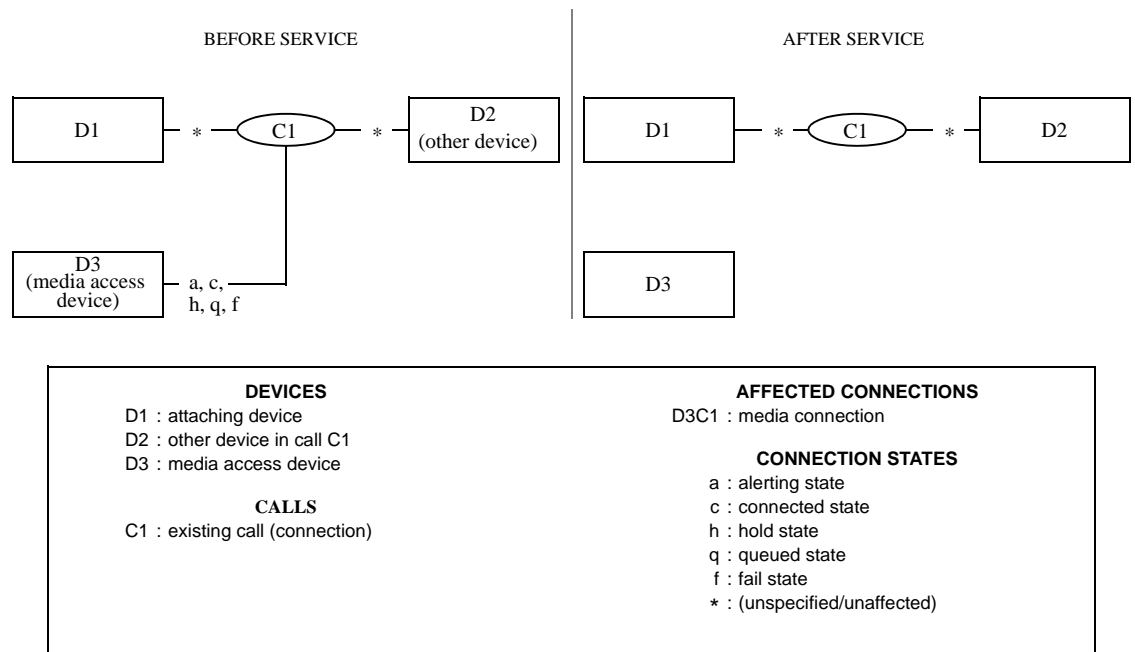 BEFORE SERVICE
AFTER SERVICE
D1
*
C1
*
D2
(other device)
D1
*
C1
*
D2
D3
(media access
device)
a, c,
h, q, f
D3
DEVICES
D1 : attaching device
D2 : other device in call C1
D3 : media access device
CALLS
C1 : existing call (connection)
AFFECTED CONNECTIONS
D3C1 : media connection
CONNECTION STATES
a : alerting state
c : connected state
h : hold state
q : queued state
f : fail state
* : (unspecified/unaffected)